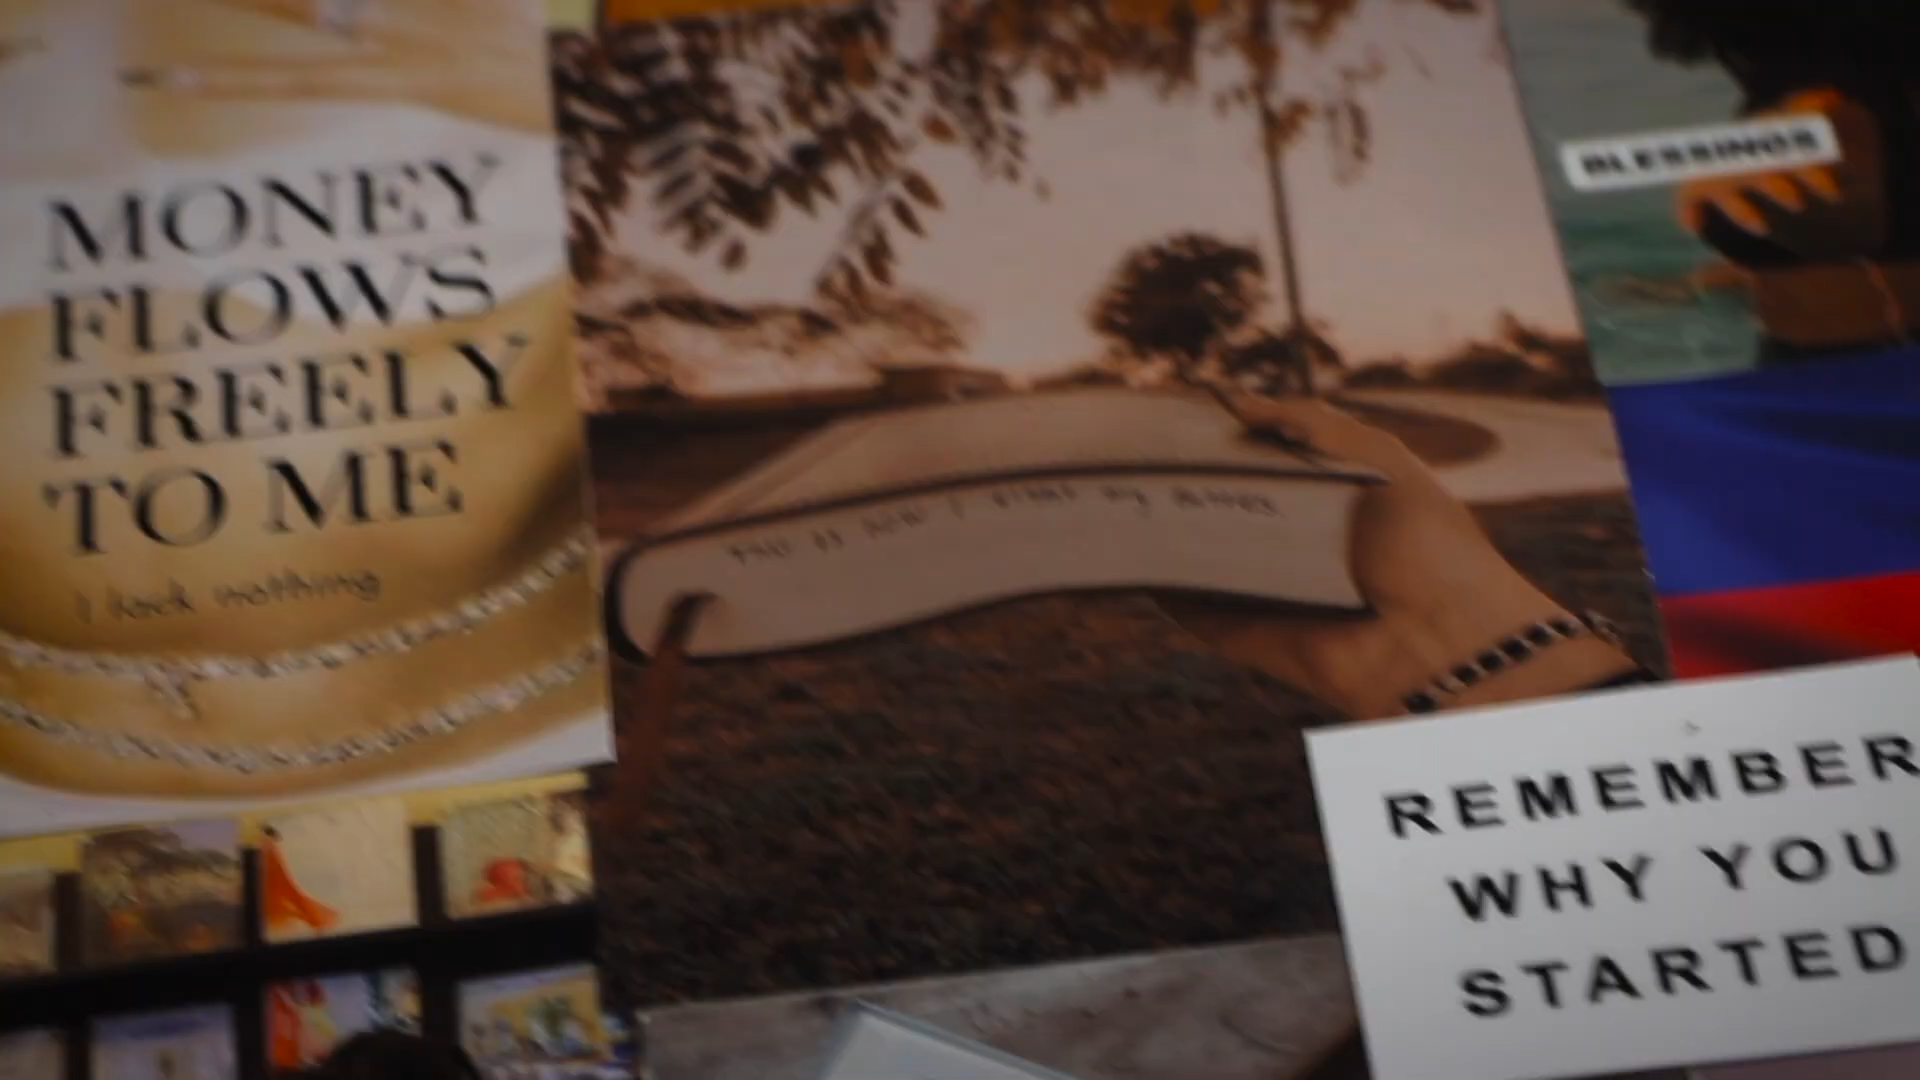 MONEY
FLOWS
FREELY
TO ME
I lack nothing
BLESSINGS
REMEMBER
WHY YOU
STARTED